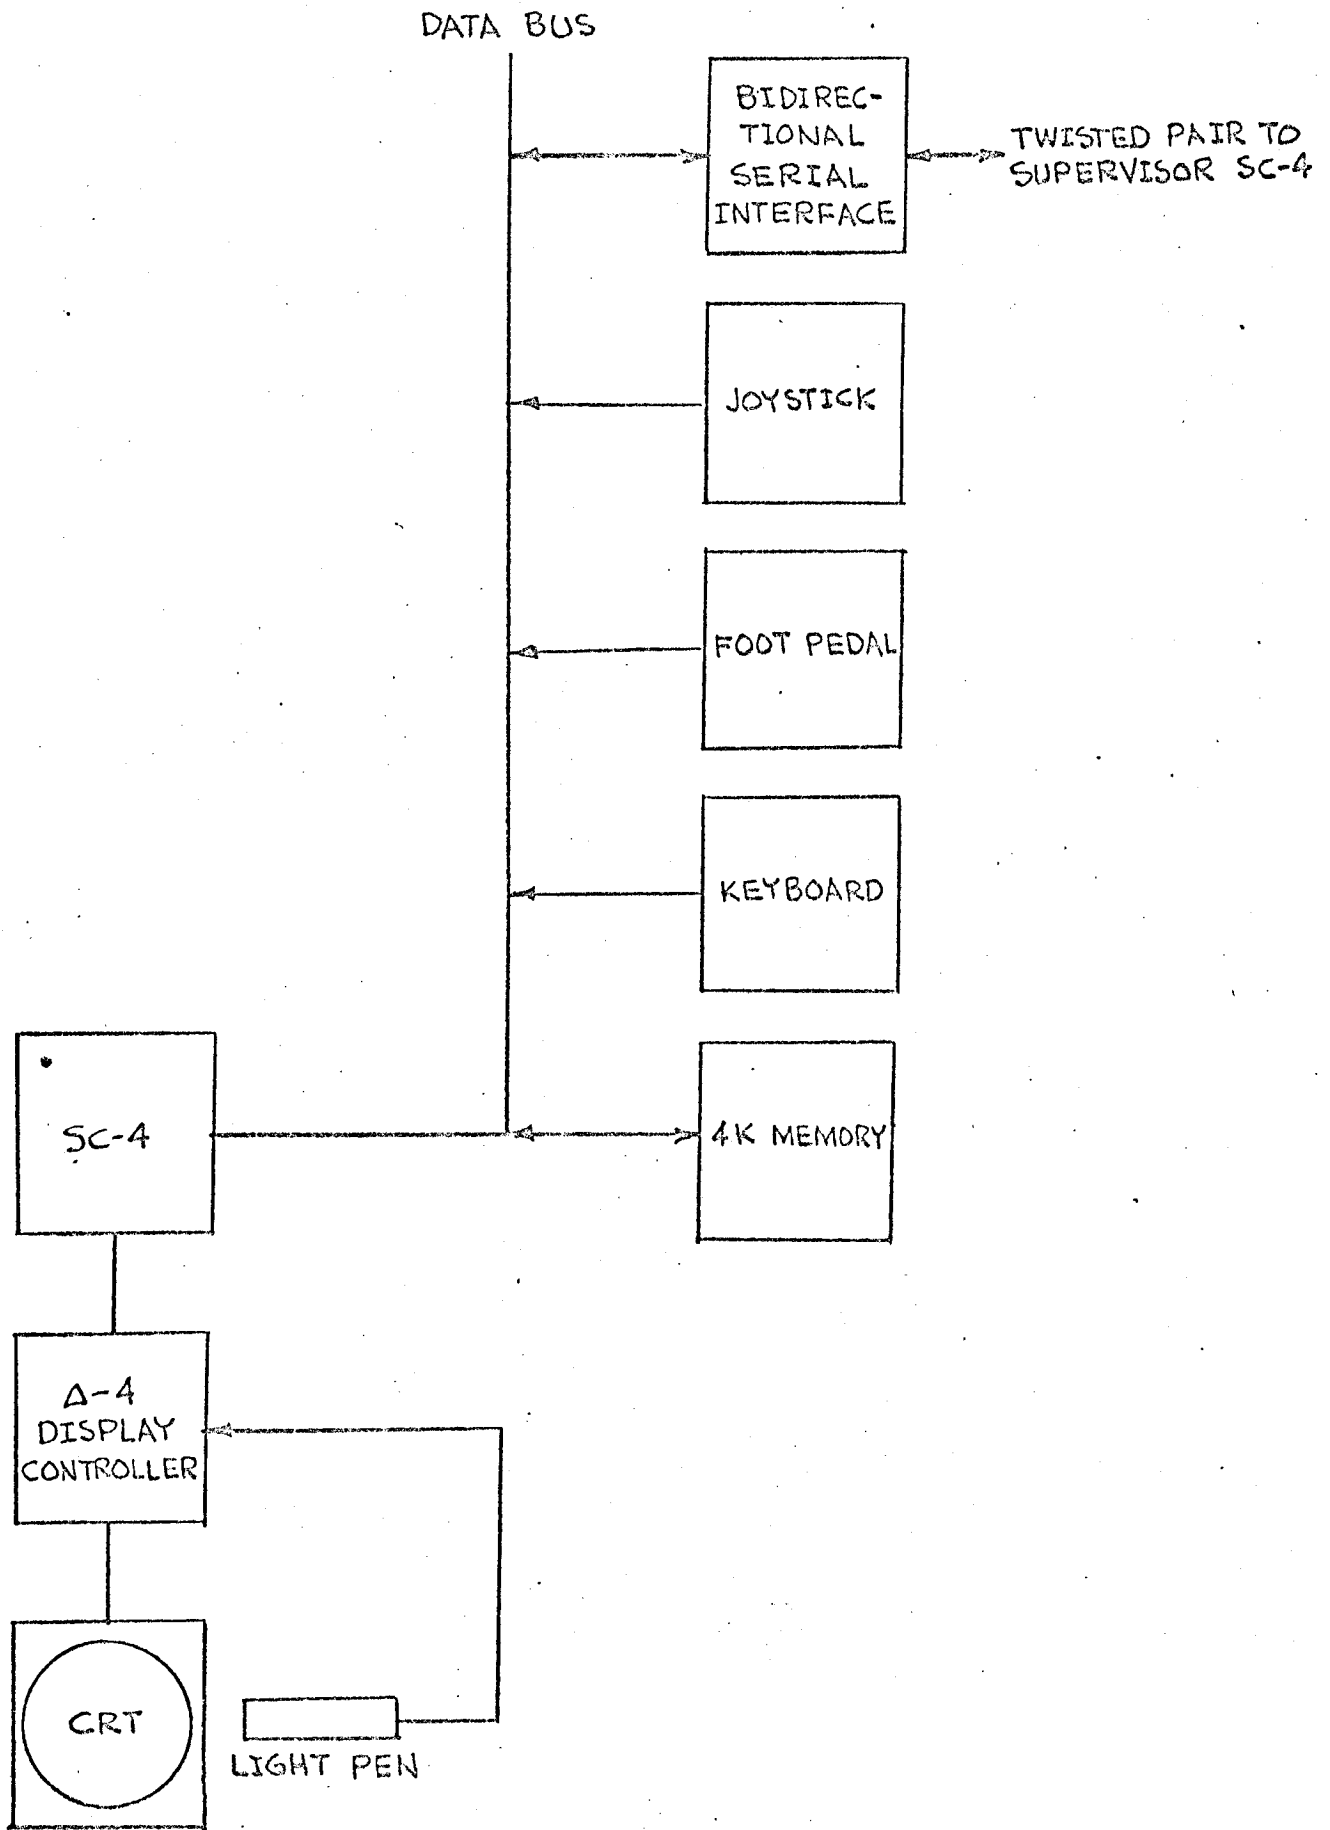 DATA BUS
BIDIREC-
TIONAL
SERIAL
INTERFACE
TWISTED PAIR TO
SUPERVISOR SC-4
JOYSTICK
FOOT PEDAL
KEYBOARD
SC-4
4K MEMORY
Δ-4
DISPLAY
CONTROLLER
CRT
LIGHT PEN